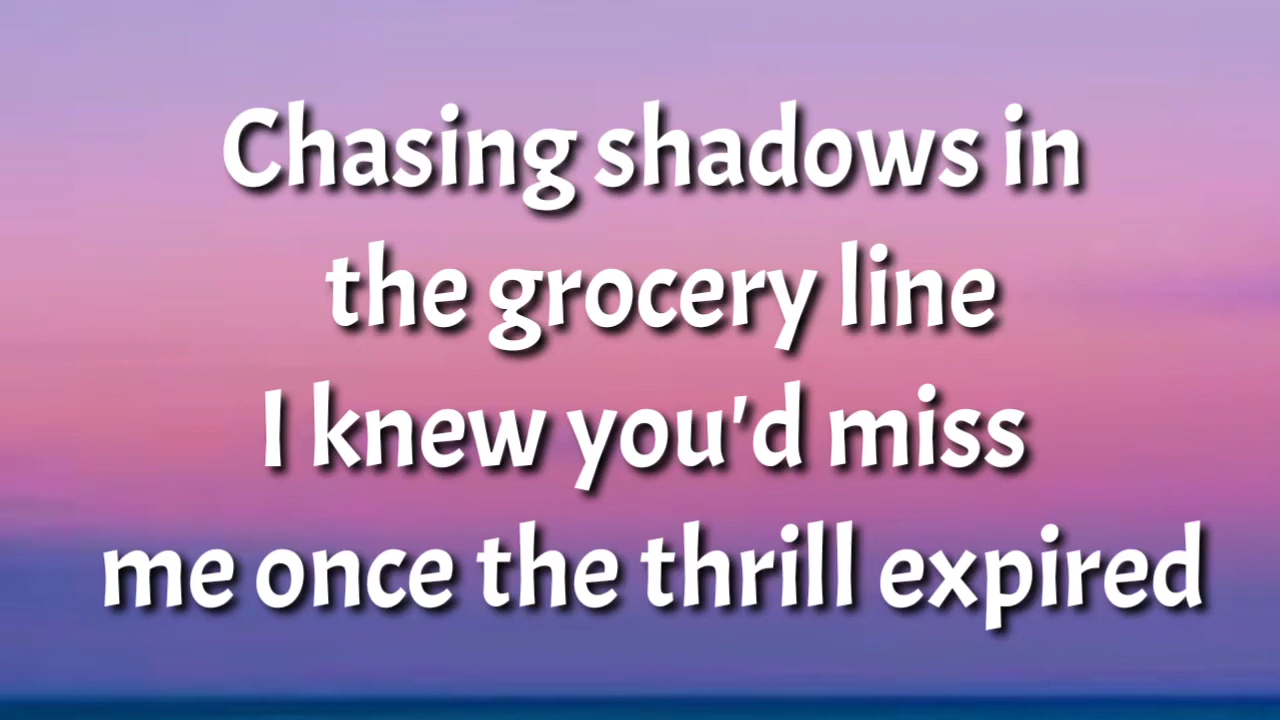 Chasing shadows in
the grocery line
I knew you'd miss
me once the thrill expired